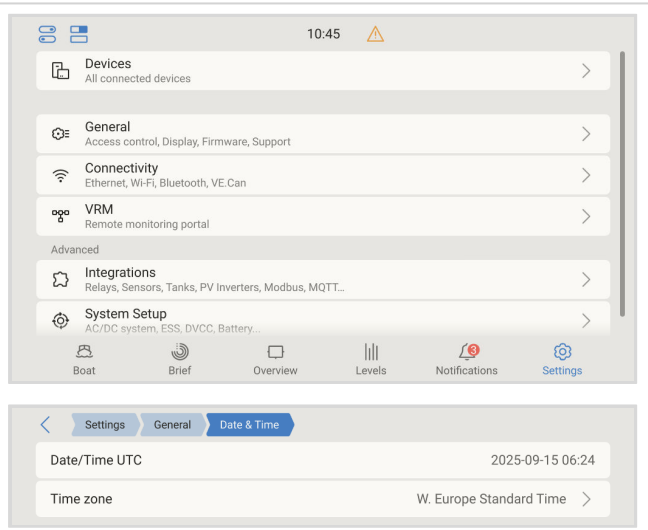 10:45
Devices
All connected devices
General
Access control, Display, Firmware, Support
Connectivity
Ethernet, Wi-Fi, Bluetooth, VE.Can
VRM
Remote monitoring portal
Advanced
Integrations
Relays, Sensors, Tanks, PV Inverters, Modbus, MQTT...
System Setup
AC/DC system, ESS, DVCC, Battery...
3
Boat Brief Overview Levels Notifications Settings
Settings General Date & Time
Date/Time UTC 2025-09-15 06:24
Time zone W. Europe Standard Time